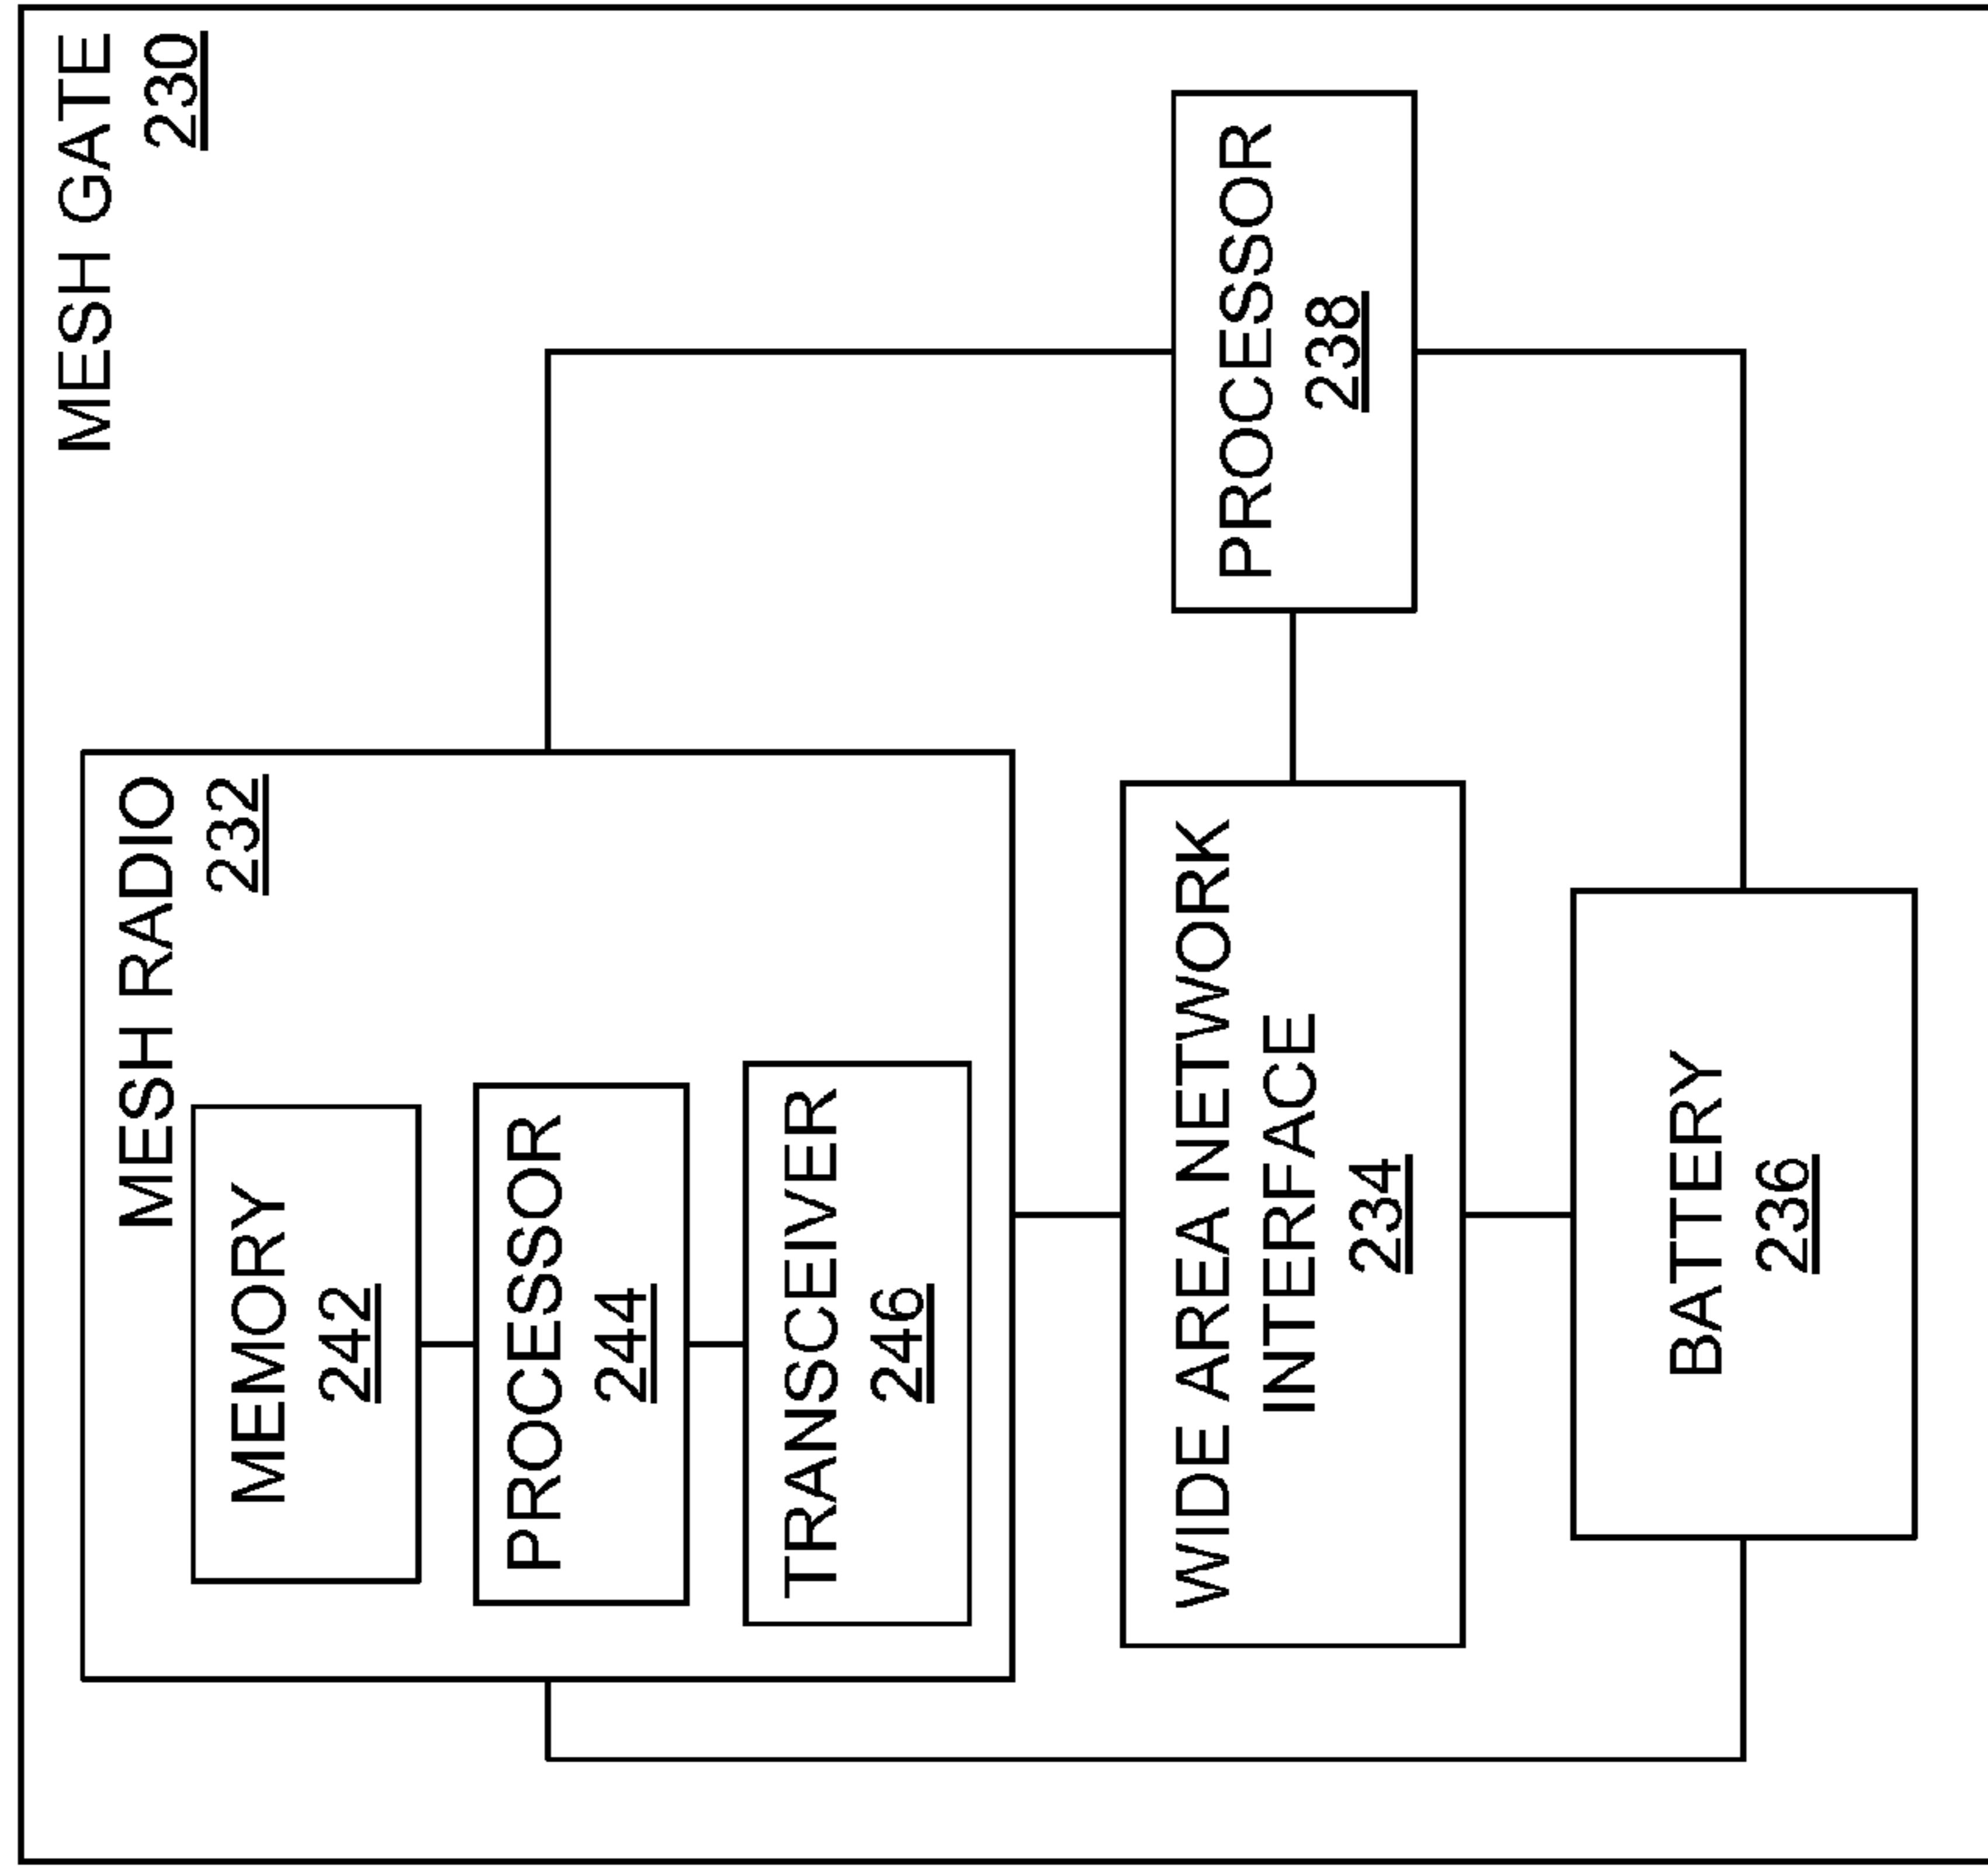 MESH GATE
230
MESH RADIO
232
MEMORY
242
PROCESSOR
244
TRANSCEIVER
246
WIDE AREA NETWORK
INTERFACE
234
PROCESSOR
238
BATTERY
236